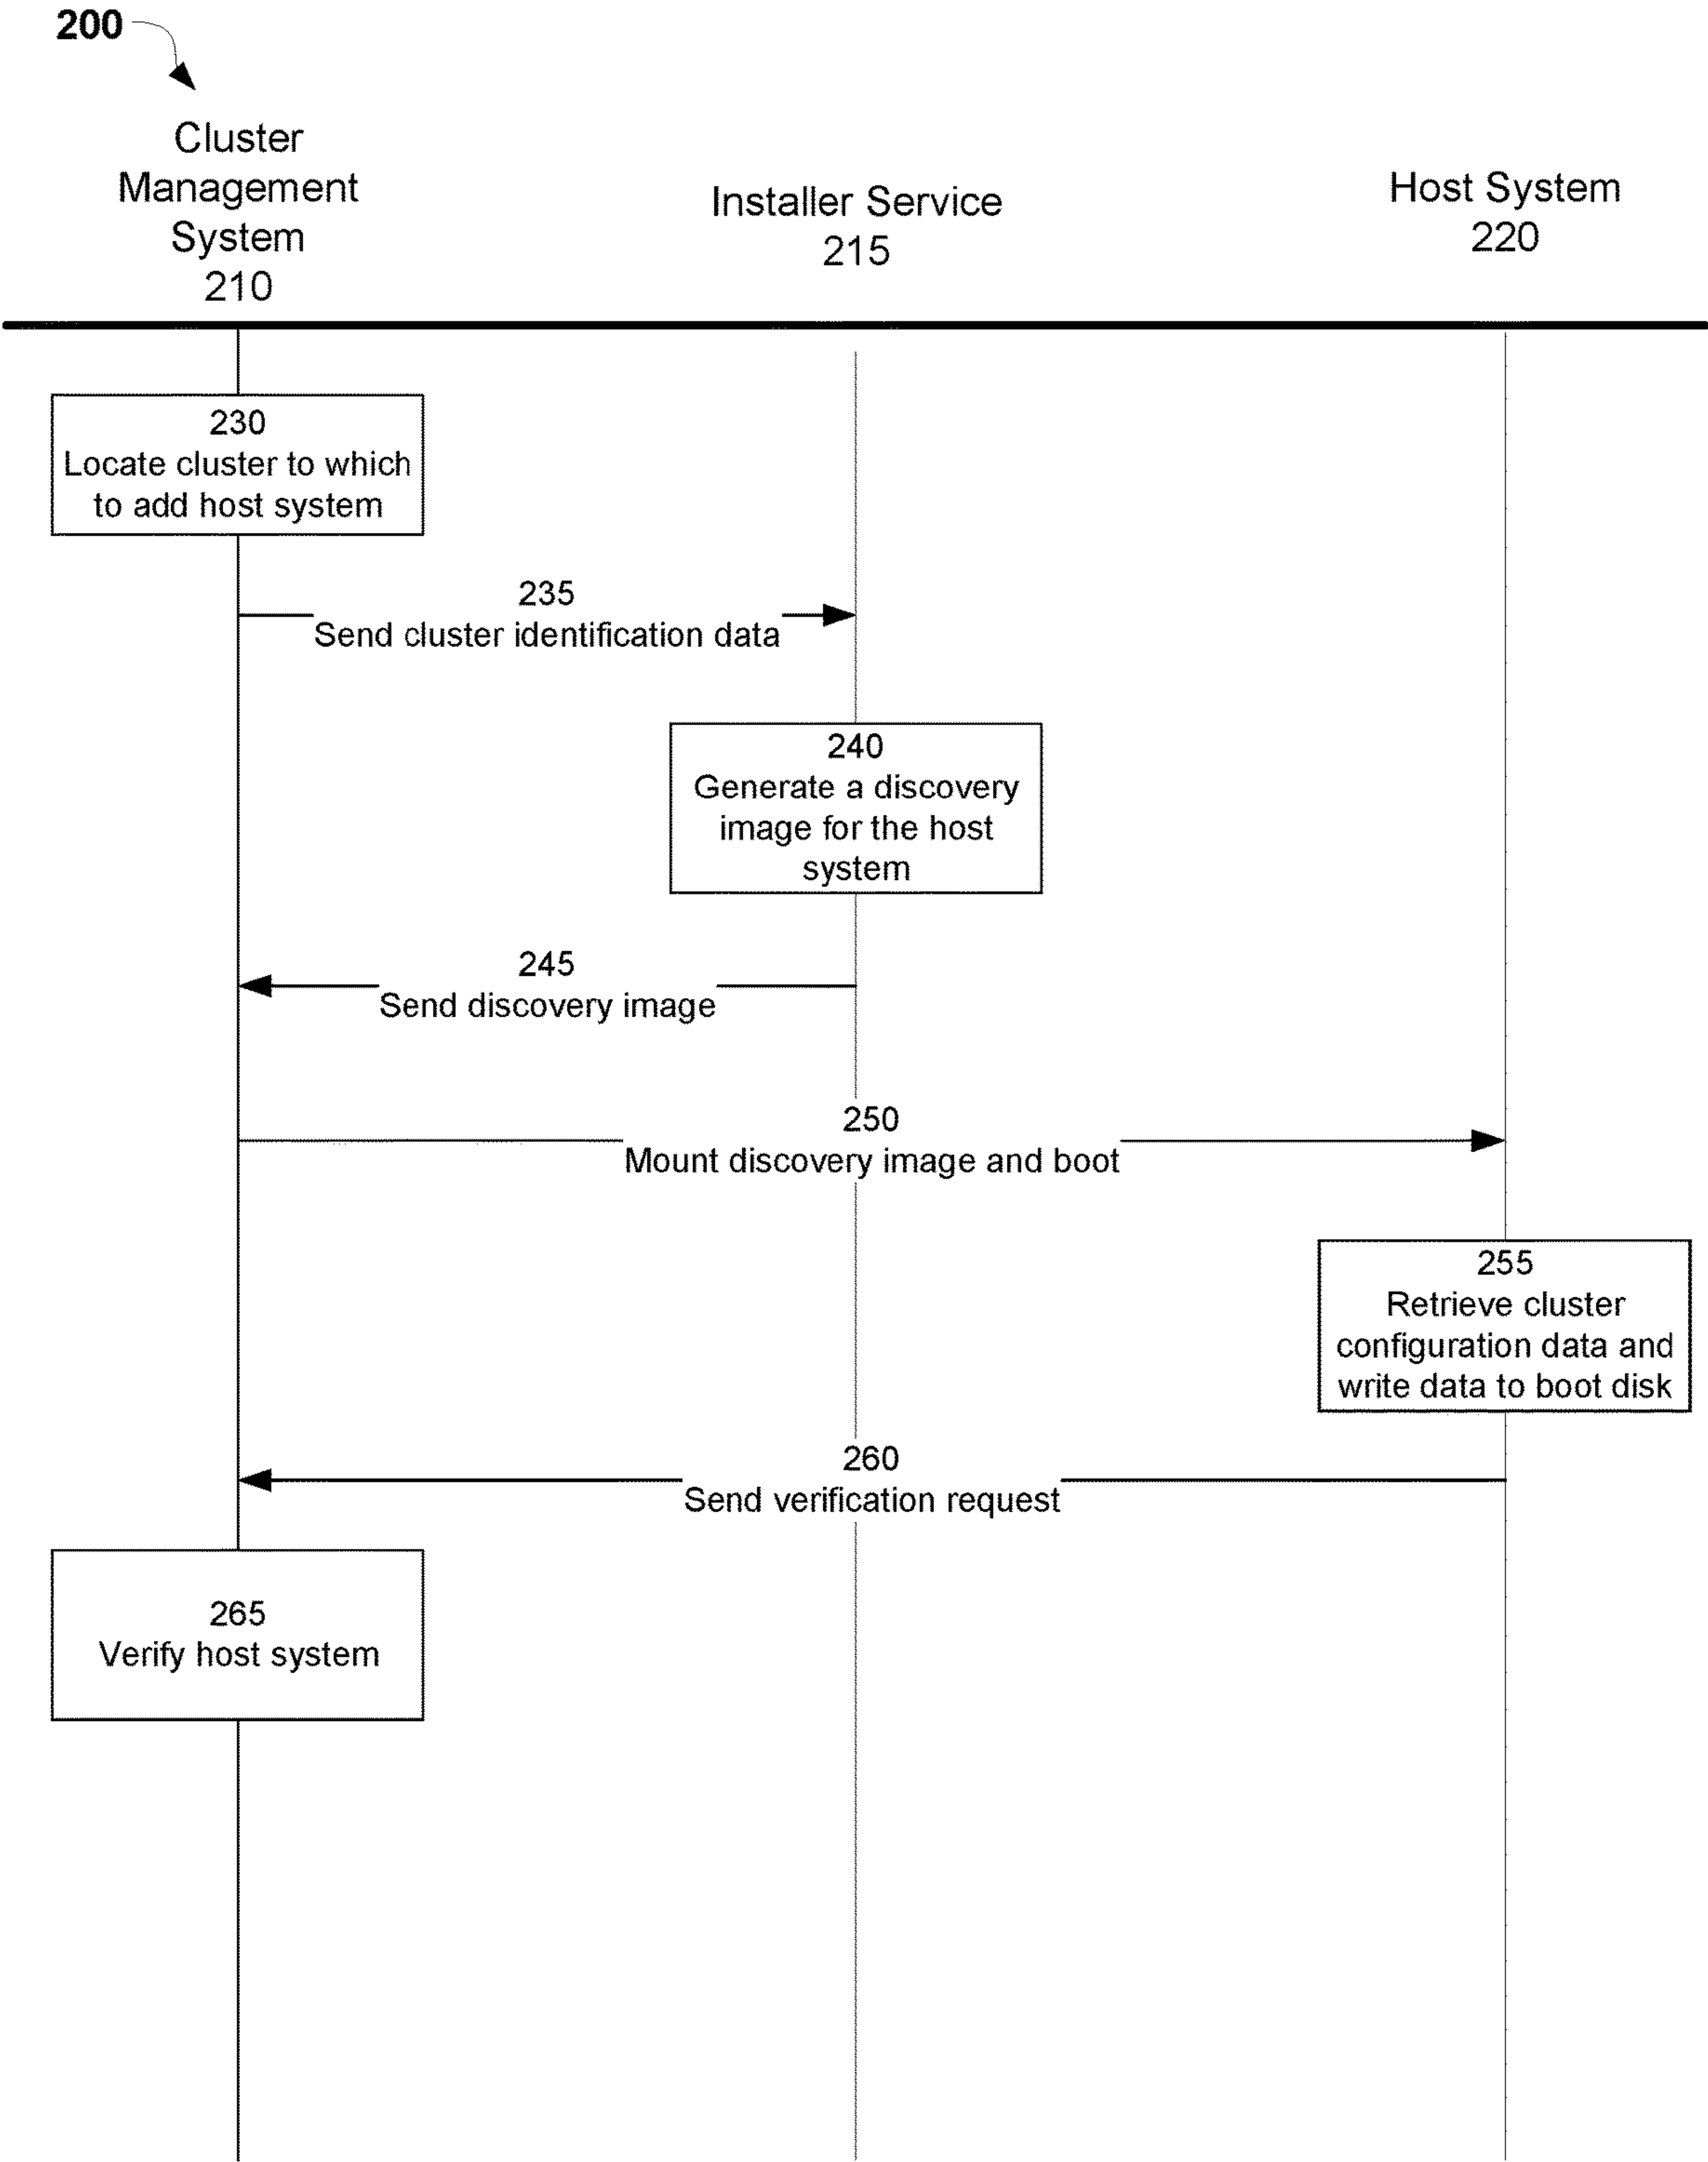 200
Cluster
Management
System
210
Installer Service
215
Host System
220
230
Locate cluster to which
to add host system
235
Send cluster identification data
240
Generate a discovery
image for the host
system
245
Send discovery image
250
Mount discovery image and boot
255
Retrieve cluster
configuration data and
write data to boot disk
260
Send verification request
265
Verify host system